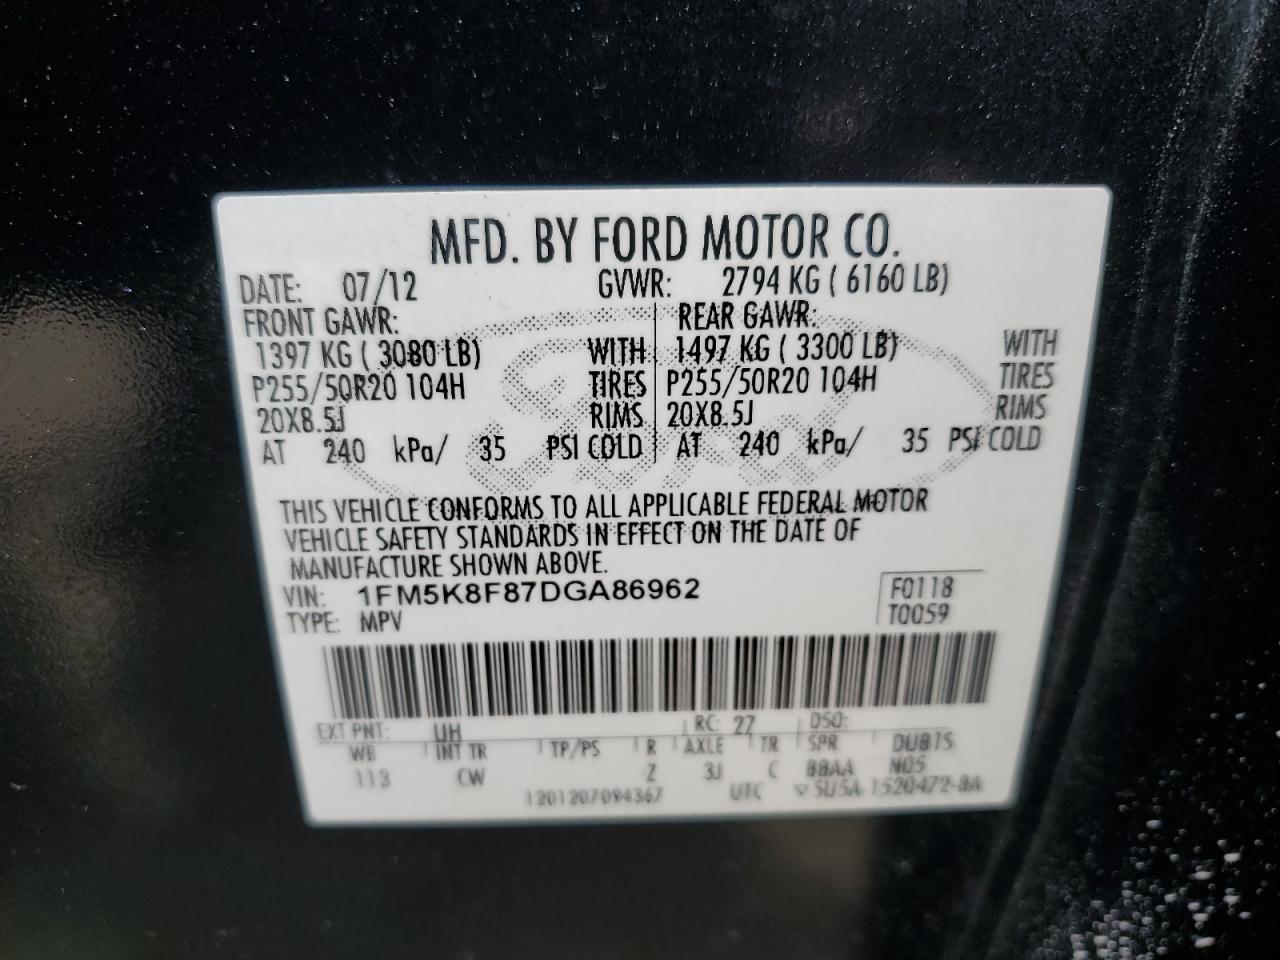 MFD. BY FORD MOTOR CO.
DATE: 07/12 GVWR: 2794 KG ( 6160 LB)
FRONT GAWR: REAR GAWR:
1397 KG ( 3080 LB) WITH 1497 KG ( 3300 LB) WITH
P255/50R20 104H TIRES P255/50R20 104H TIRES
20X8.5J RIMS 20X8.5J RIMS
AT 240 kPa/ 35 PSI COLD AT 240 kPa/ 35 PSI COLD
THIS VEHICLE CONFORMS TO ALL APPLICABLE FEDERAL MOTOR
VEHICLE SAFETY STANDARDS IN EFFECT ON THE DATE OF
MANUFACTURE SHOWN ABOVE.
VIN: 1FM5K8F87DGA86962 F0118
TYPE: MPV T0059
EXT PNT: UH RC: 27 DSO:
WB INT TR TP/PS R AXLE TR SPR DUBIS
113 CW Z 3J C BBAA N05
1201207094367 UTC 5U5A-1520472-BA
Ford